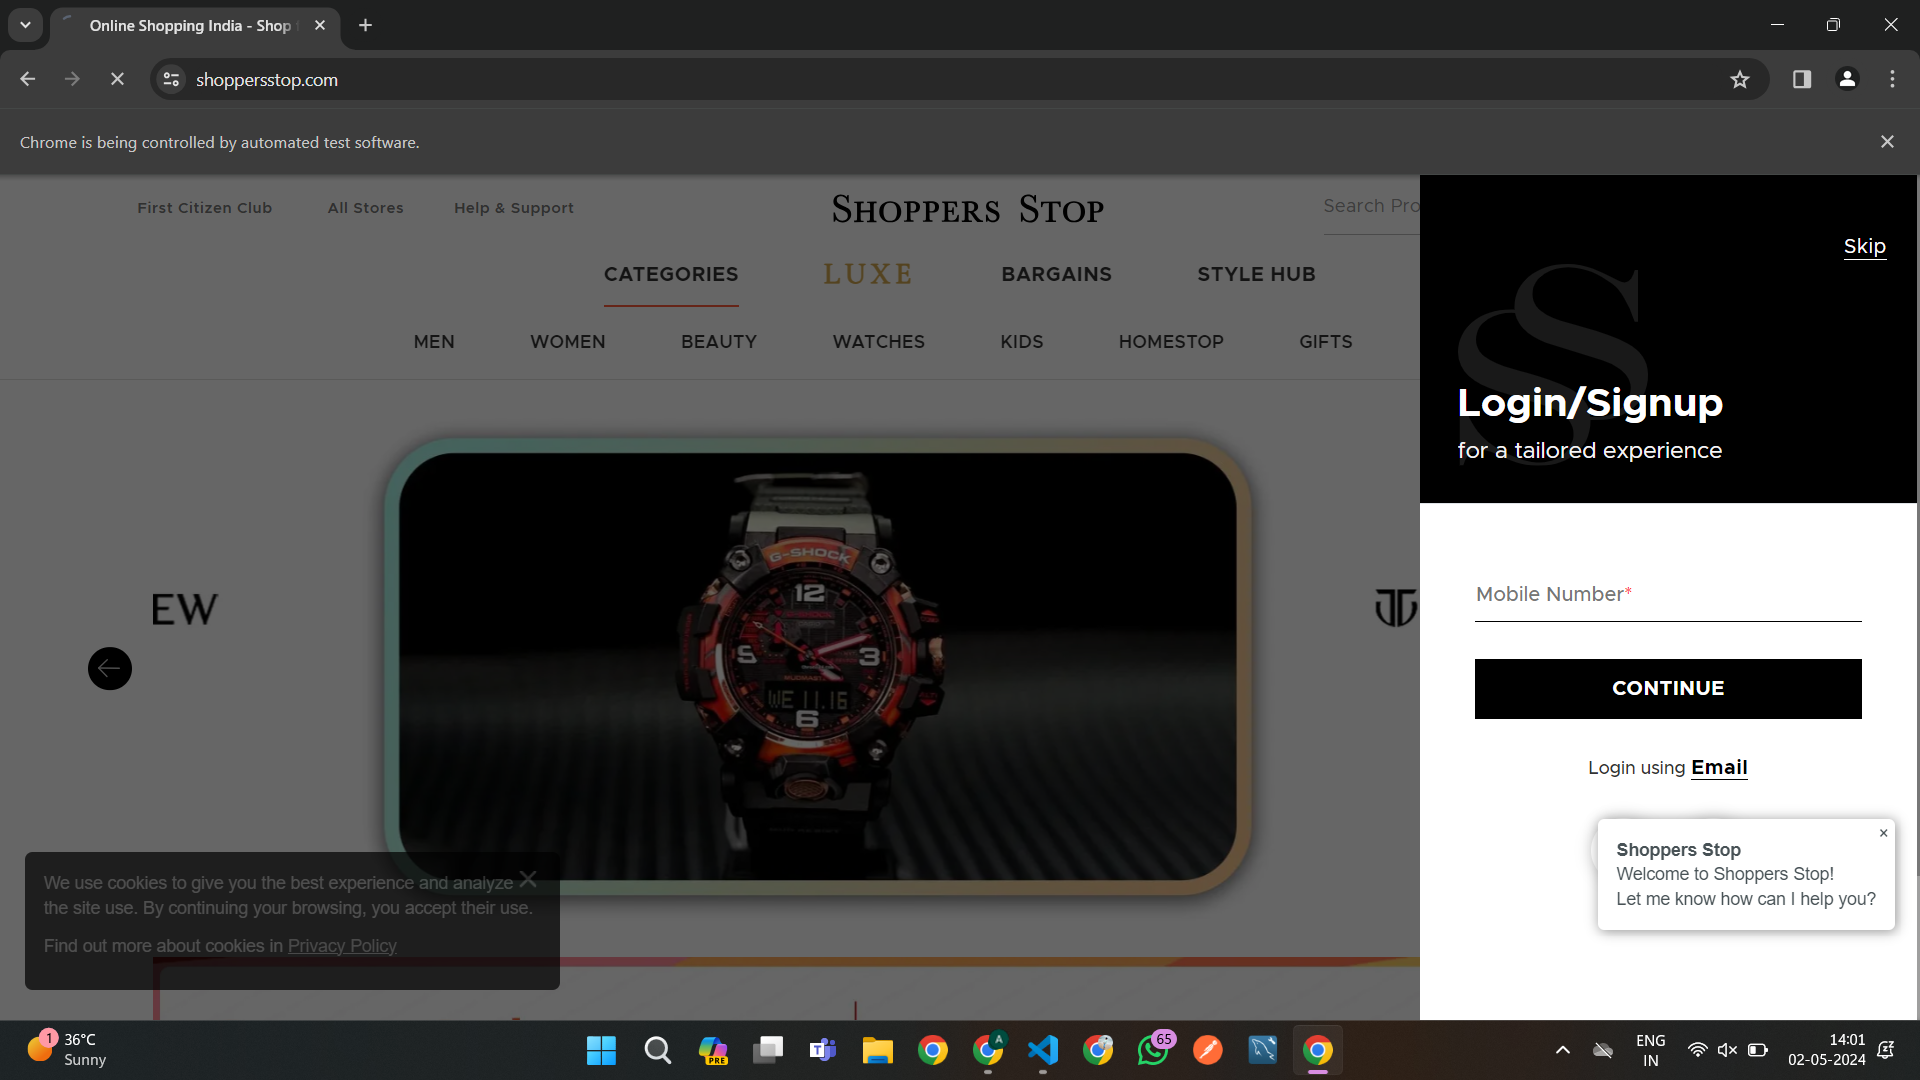 Online Shopping India - Shop
shoppersstop.com
Chrome is being controlled by automated test software.
First Citizen Club
All Stores
Help & Support
SHOPPERS STOP
Search Pro
Skip
CATEGORIES
LUXE
BARGAINS
STYLE HUB
MEN
WOMEN
BEAUTY
WATCHES
KIDS
HOMESTOP
GIFTS
Login/Signup
for a tailored experience
G-SHOCK
12
3
6
WE 11.16
EW
Mobile Number*
CONTINUE
Login using Email
Shoppers Stop
Welcome to Shoppers Stop!
Let me know how can I help you?
We use cookies to give you the best experience and analyze
the site use. By continuing your browsing, you accept their use.
Find out more about cookies in Privacy Policy
1
36°C
Sunny
PRE
A
65
ENG
IN
14:01
02-05-2024